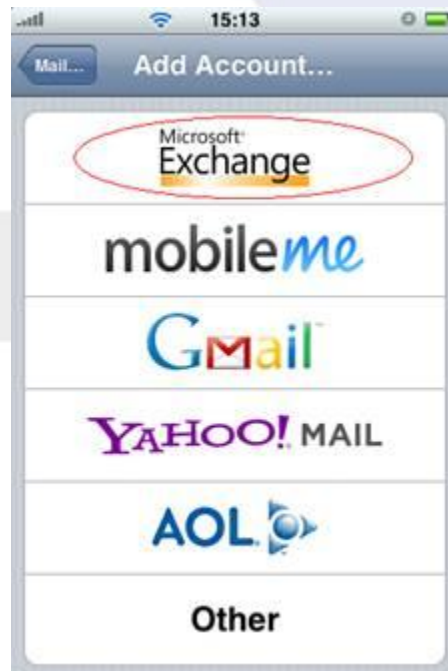 15:13
Mail...
Add Account...
Microsoft
Exchange
mobileme
GMail
YAHOO! MAIL
AOL
Other